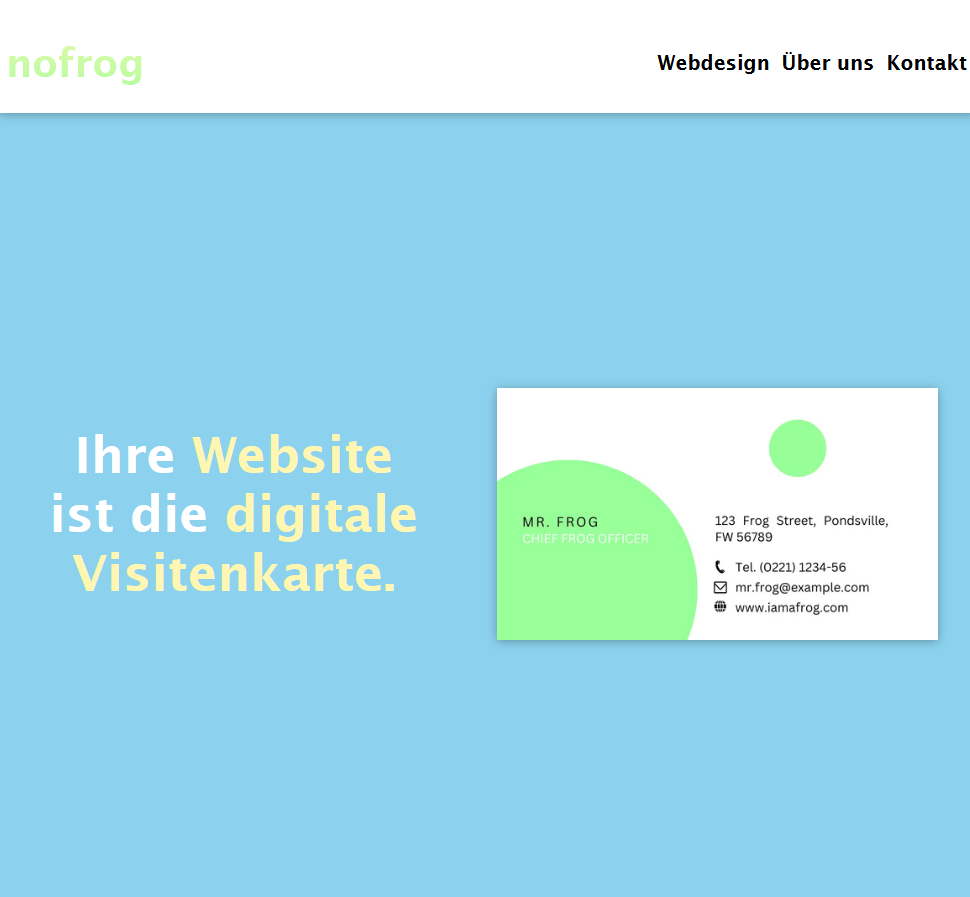 nofrog
Webdesign Über uns Kontakt
Ihre Website
ist die digitale
Visitenkarte.
MR. FROG
CHIEF FROG OFFICER
123 Frog Street, Pondsville,
FW 56789
Tel. (0221) 1234-56
mr.frog@example.com
www.iamafrog.com